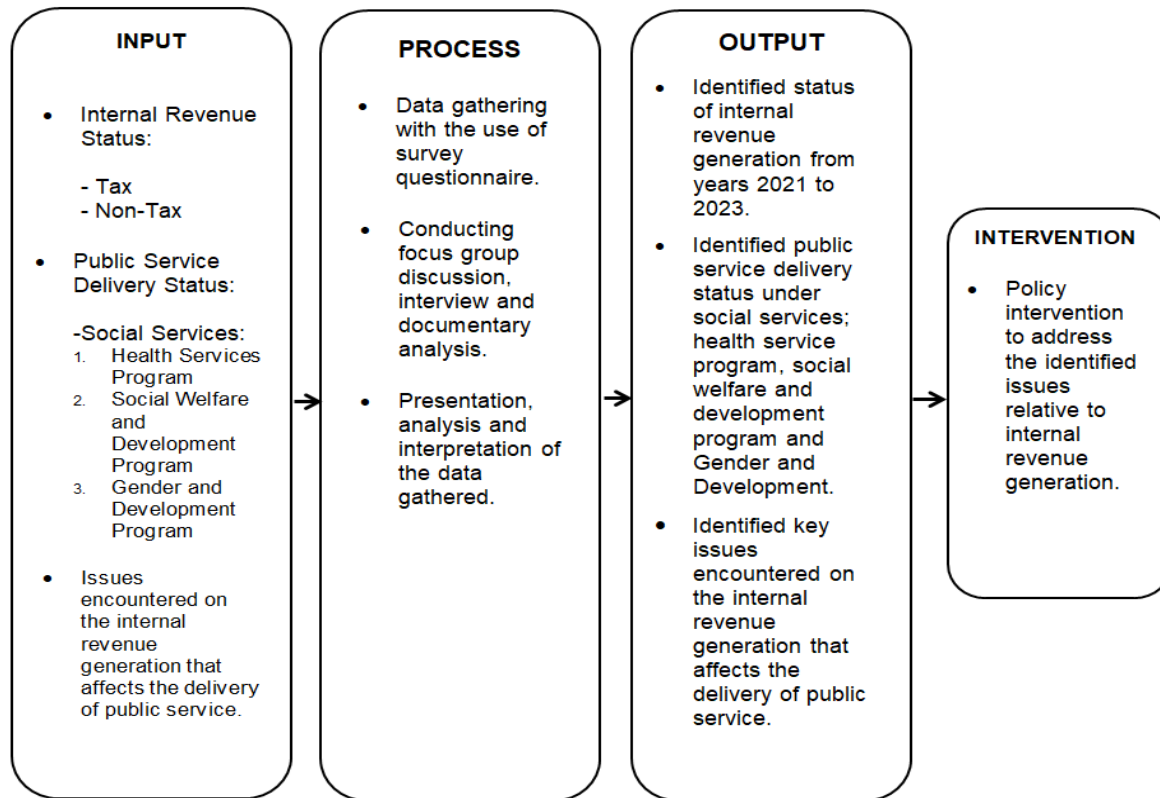 INPUT
• Internal Revenue
Status:
- Tax
- Non-Tax
• Public Service
Delivery Status:
-Social Services:
1. Health Services
Program
2. Social Welfare
and
Development
Program
3. Gender and
Development
Program
• Issues
encountered on
the internal
revenue
generation that
affects the delivery
of public service.
PROCESS
• Data gathering
with the use of
survey
questionnaire.
• Conducting
focus group
discussion,
interview and
documentary
analysis.
• Presentation,
analysis and
interpretation of
the data
gathered.
OUTPUT
• Identified status
of internal
revenue
generation from
years 2021 to
2023.
• Identified public
service delivery
status under
social services;
health service
program, social
welfare and
development
program and
Gender and
Development.
• Identified key
issues
encountered on
the internal
revenue
generation that
affects the
delivery of public
service.
INTERVENTION
• Policy
intervention
to address
the identified
issues
relative to
internal
revenue
generation.